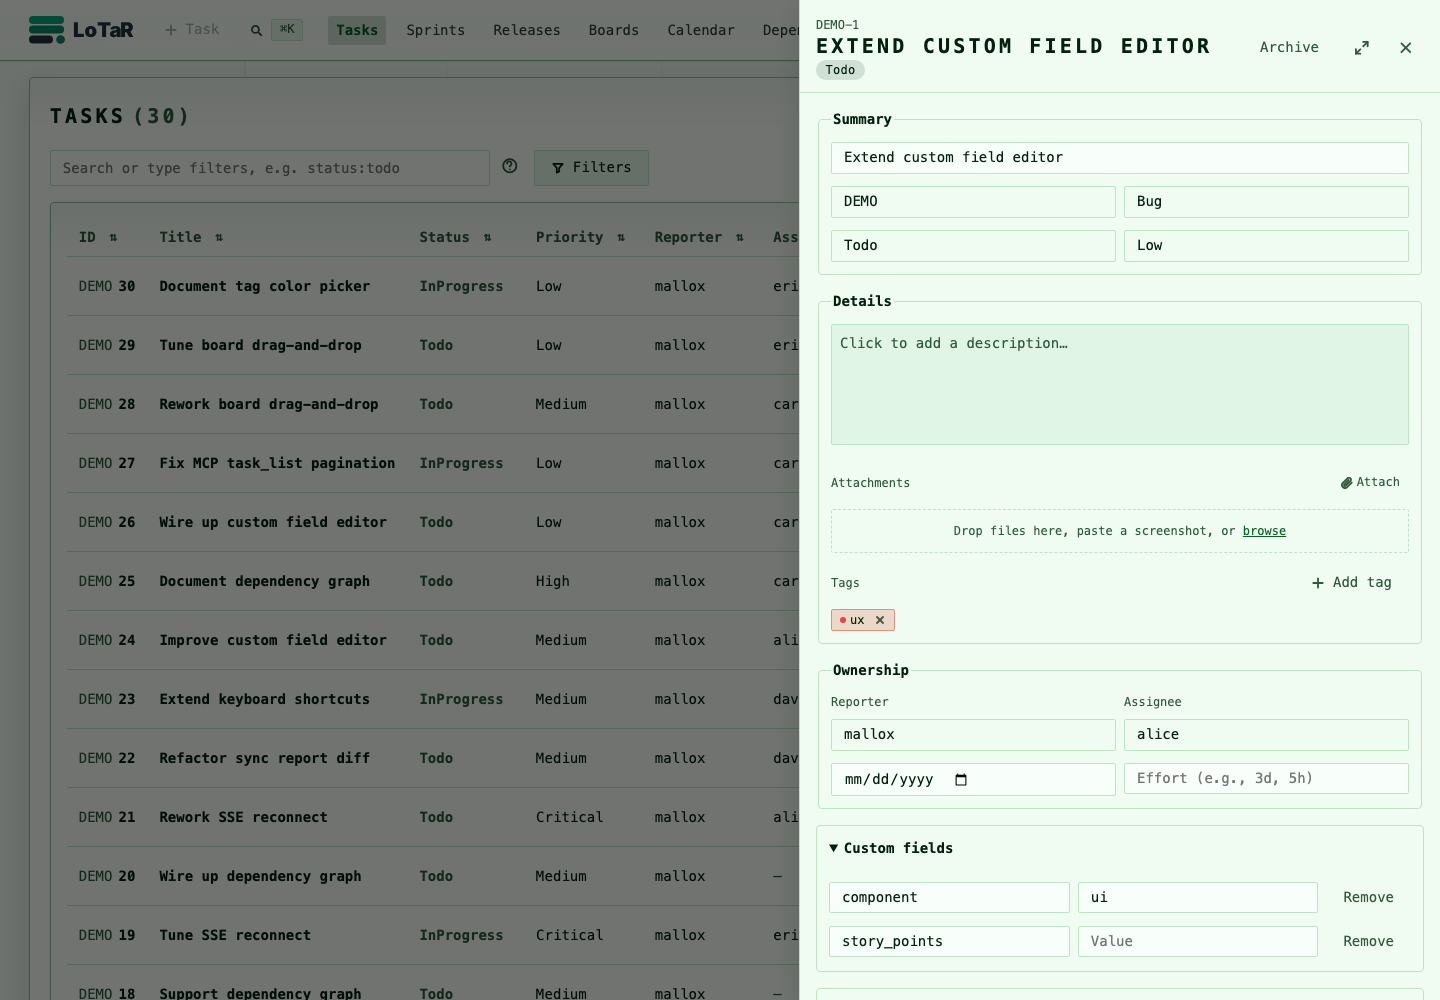 LoTaR
+ Task
⌘K
Tasks
Sprints
Releases
Boards
Calendar
TASKS (30)
Search or type filters, e.g. status:todo
Filters
ID Title Status Priority Reporter
DEMO 30 Document tag color picker InProgress Low mallox
DEMO 29 Tune board drag-and-drop Todo Low mallox
DEMO 28 Rework board drag-and-drop Todo Medium mallox
DEMO 27 Fix MCP task_list pagination InProgress Low mallox
DEMO 26 Wire up custom field editor Todo Low mallox
DEMO 25 Document dependency graph Todo High mallox
DEMO 24 Improve custom field editor Todo Medium mallox
DEMO 23 Extend keyboard shortcuts InProgress Medium mallox
DEMO 22 Refactor sync report diff Todo Medium mallox
DEMO 21 Rework SSE reconnect Todo Critical mallox
DEMO 20 Wire up dependency graph Todo Medium mallox —
DEMO 19 Tune SSE reconnect InProgress Critical mallox
DEMO 18 Support dependency graph Todo Medium mallox —
DEMO-1
EXTEND CUSTOM FIELD EDITOR
Todo
Archive
Summary
Extend custom field editor
DEMO
Bug
Todo
Low
Details
Click to add a description…
Attachments
Attach
Drop files here, paste a screenshot, or browse
Tags
+ Add tag
ux ×
Ownership
Reporter
Assignee
mallox
alice
mm/dd/yyyy
Effort (e.g., 3d, 5h)
▼ Custom fields
component
ui
Remove
story_points
Value
Remove